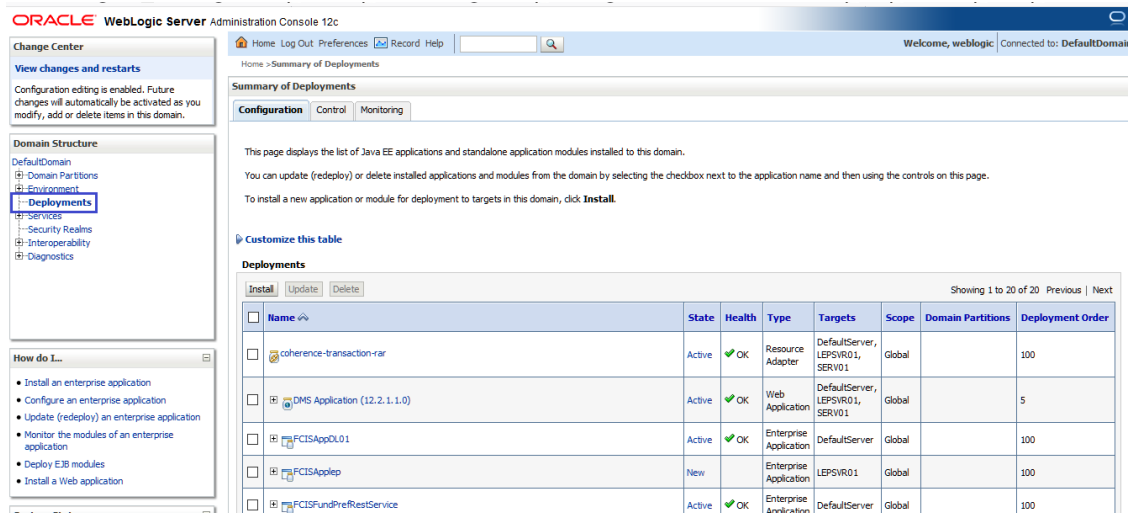 ORACLE WebLogic Server Administration Console 12c
Change Center
View changes and restarts
Configuration editing is enabled. Future
changes will automatically be activated as you
modify, add or delete items in this domain.
Domain Structure
DefaultDomain
Domain Partitions
Environment
Deployments
Services
Security Realms
Interoperability
Diagnostics
How do I...
Install an enterprise application
Configure an enterprise application
Update (redeploy) an enterprise application
Monitor the modules of an enterprise
application
Deploy EJB modules
Install a Web application
Home Log Out Preferences Record Help
Welcome, weblogic Connected to: DefaultDomain
Home >Summary of Deployments
Summary of Deployments
Configuration Control Monitoring
This page displays the list of Java EE applications and standalone application modules installed to this domain.
You can update (redeploy) or delete installed applications and modules from the domain by selecting the checkbox next to the application name and then using the controls on this page.
To install a new application or module for deployment to targets in this domain, click Install.
Customize this table
Deployments
Install Update Delete Showing 1 to 20 of 20 Previous | Next
Name State Health Type Targets Scope Domain Partitions Deployment Order
coherence-transaction-rar Active OK Resource Adapter DefaultServer, LEPSVR01, SERV01 Global 100
DMS Application (12.2.1.1.0) Active OK Web Application DefaultServer, LEPSVR01, SERV01 Global 5
FCISAppDL01 Active OK Enterprise Application DefaultServer Global 100
FCISApplep New Enterprise Application LEPSVR01 Global 100
FCISFundPrefRestService Active OK Enterprise Application DefaultServer Global 100